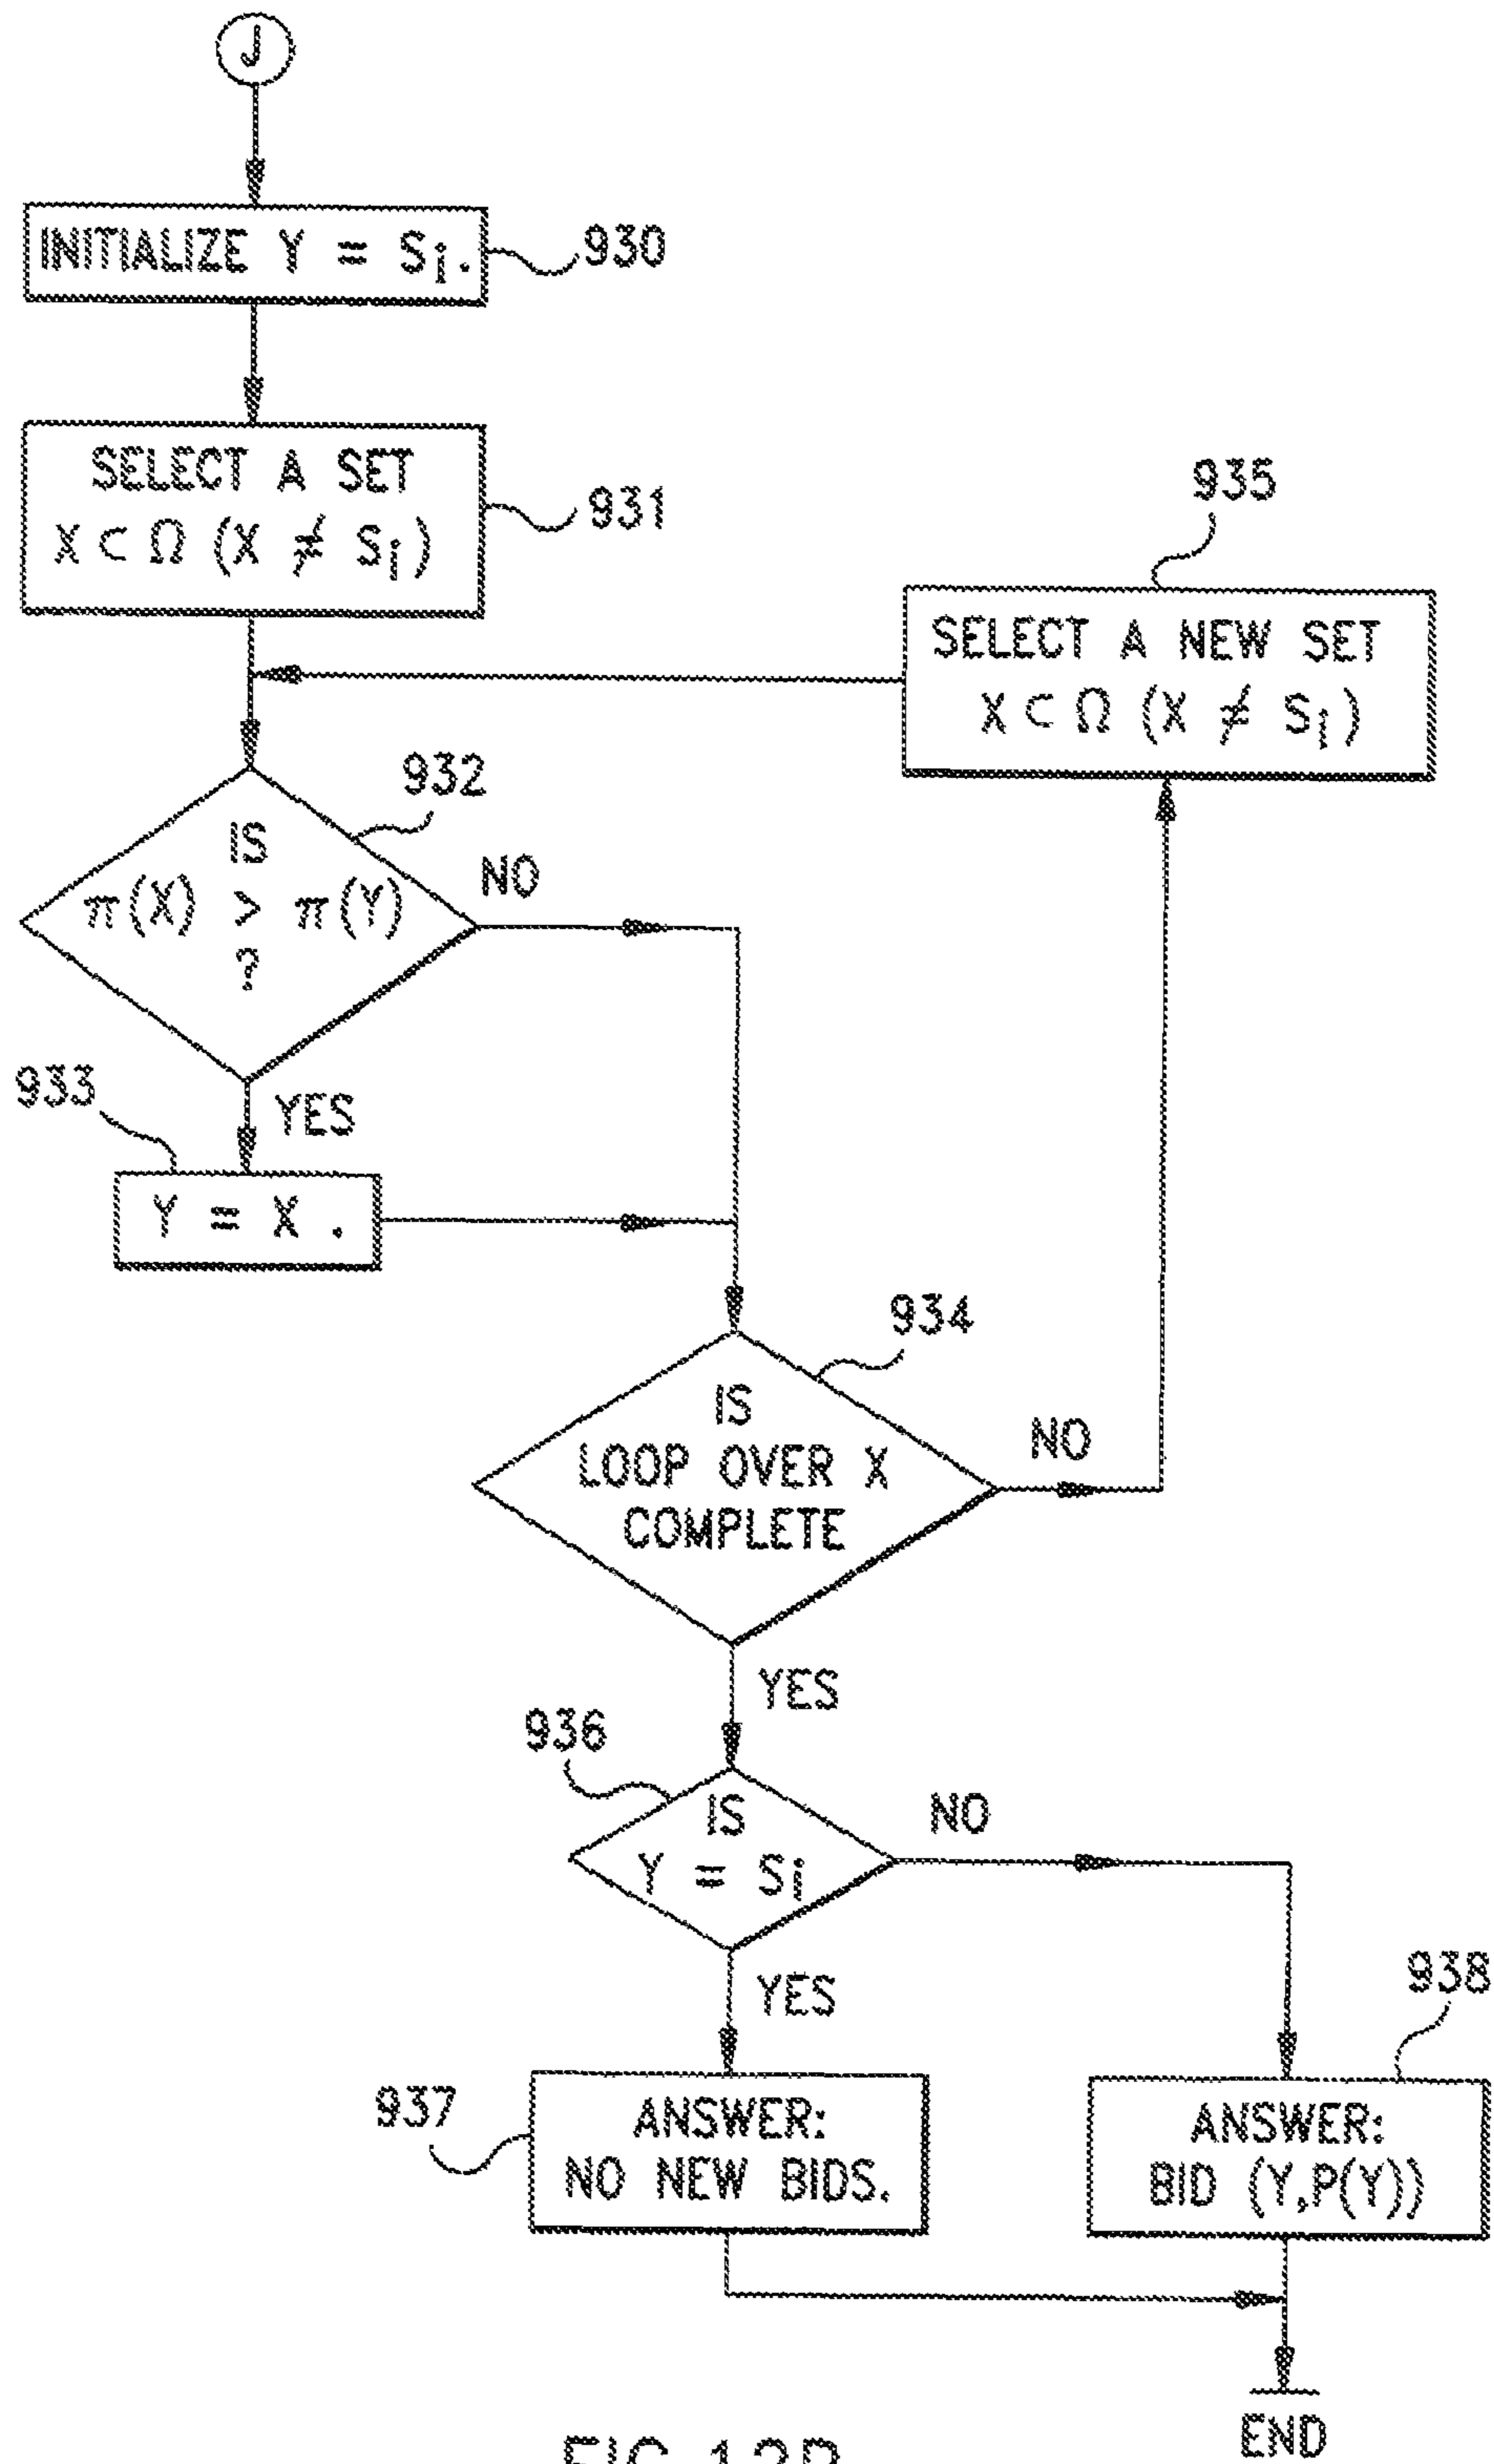 J
INITIALIZE Y = Si.
930
SELECT A SET
X ⊂ Ω (X ≠ Si)
931
935
SELECT A NEW SET
X ⊂ Ω (X ≠ Si)
932
IS
π(X) > π(Y)
?
NO
933
YES
Y = X .
934
IS
LOOP OVER X
COMPLETE
NO
YES
936
IS
Y = Si
NO
YES
937
ANSWER:
NO NEW BIDS.
938
ANSWER:
BID (Y,P(Y))
END